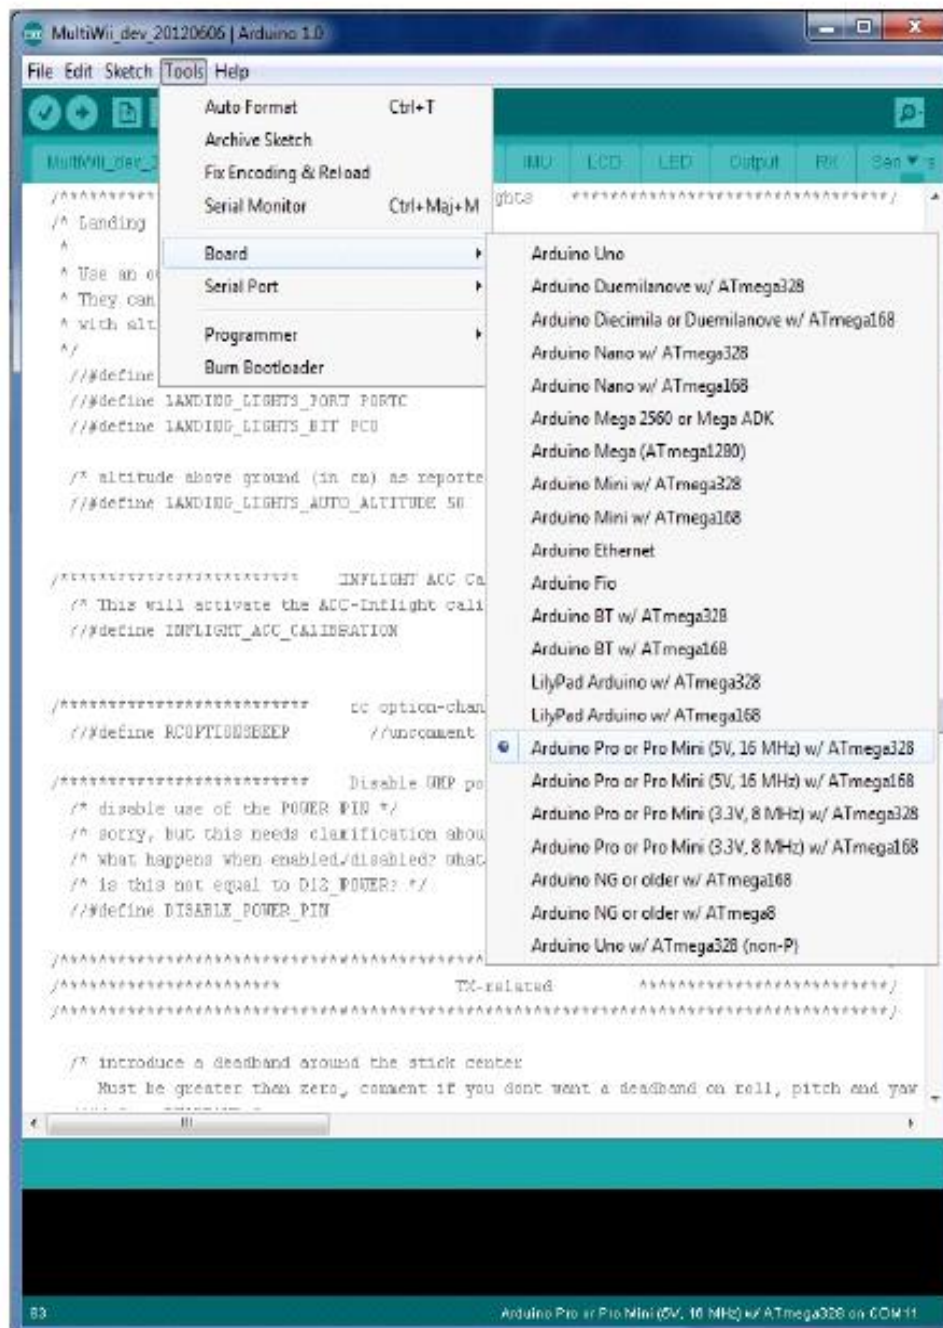 MultiWii_dev_20120606 | Arduino 1.0
File Edit Sketch Tools Help
Auto Format Ctrl+T
Archive Sketch
Fix Encoding & Reload
Serial Monitor Ctrl+Maj+M
Board
Serial Port
Programmer
Burn Bootloader
MultiWii_dev_2 IMU LCD LED Output RX Sen s
Arduino Uno
Arduino Duemilanove w/ ATmega328
Arduino Diecimila or Duemilanove w/ ATmega168
Arduino Nano w/ ATmega328
Arduino Nano w/ ATmega168
Arduino Mega 2560 or Mega ADK
Arduino Mega (ATmega1280)
Arduino Mini w/ ATmega328
Arduino Mini w/ ATmega168
Arduino Ethernet
Arduino Fio
Arduino BT w/ ATmega328
Arduino BT w/ ATmega168
LilyPad Arduino w/ ATmega328
LilyPad Arduino w/ ATmega168
Arduino Pro or Pro Mini (5V, 16 MHz) w/ ATmega328
Arduino Pro or Pro Mini (5V, 16 MHz) w/ ATmega168
Arduino Pro or Pro Mini (3.3V, 8 MHz) w/ ATmega328
Arduino Pro or Pro Mini (3.3V, 8 MHz) w/ ATmega168
Arduino NG or older w/ ATmega168
Arduino NG or older w/ ATmega8
Arduino Uno w/ ATmega328 (non-P)
/* Landing
* Use an o
* They can
* with alt
*/
//#define
//#define LANDING_LIGHTS_PORT PORTC
//#define LANDING_LIGHTS_BIT PC0
/* altitude above ground (in cm) as reporte
//#define LANDING_LIGHTS_AUTO_ALTITUDE 50
INFLIGHT ACC Ca
/* This will activate the ACC-Inflight cali
//#define INFLIGHT_ACC_CALIBRATION
rc option-chan
//#define RCOPTIONSBEEP //uncomment
Disable WMP po
/* disable use of the POWER PIN */
/* sorry, but this needs clarification abou
/* what happens when enabled/disabled? what
/* is this not equal to D12_POWER? */
//#define DISABLE_POWER_PIN
TX-related
/* introduce a deadband around the stick center
Must be greater than zero, comment if you dont want a deadband on roll, pitch and yaw
83 Arduino Pro or Pro Mini (5V, 16 MHz) w/ ATmega328 on COM11